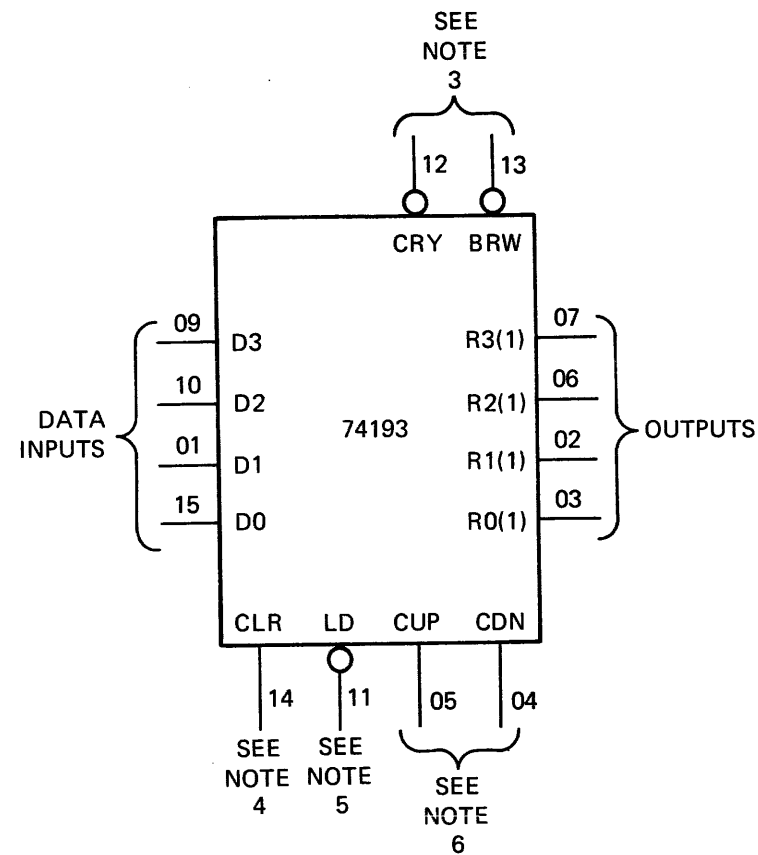 SEE
NOTE
3
12
13
CRY BRW
09
D3
10
D2
01
D1
15
D0
DATA
INPUTS
74193
R3(1)
07
R2(1)
06
R1(1)
02
R0(1)
03
OUTPUTS
CLR LD CUP CDN
14
11
05
04
SEE
NOTE
4
SEE
NOTE
5
SEE
NOTE
6